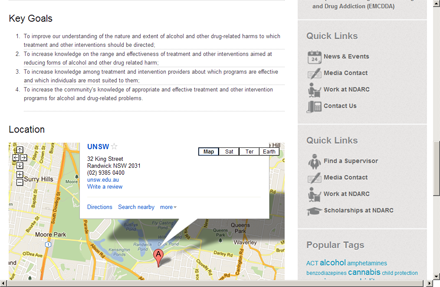 Key Goals
1. To improve our understanding of the nature and extent of alcohol and other drug-related harms to which
treatment and other interventions should be directed;
2. To increase knowledge on the range and effectiveness of treatment and other interventions aimed at
reducing forms of alcohol and other drug related harm;
3. To increase knowledge among treatment and intervention providers about which programs are effective
and which individuals are most suited to them;
4. To increase the community's knowledge of appropriate and effective treatment and other intervention
programs for alcohol and drug-related problems.
Location
UNSW
32 King Street
Randwick NSW 2031
(02) 9385 0400
unsw.edu.au
Write a review
Directions Search nearby more
Map Sat Ter Earth
Surry Hills
Moore Park
Queens
Park
Waverley
A
and Drug Addiction (EMCDDA)
Quick Links
News & Events
Media Contact
Work at NDARC
Contact Us
Quick Links
Find a Supervisor
Media Contact
Work at NDARC
Scholarships at NDARC
Popular Tags
ACT alcohol amphetamines
benzodiazepines cannabis child protection